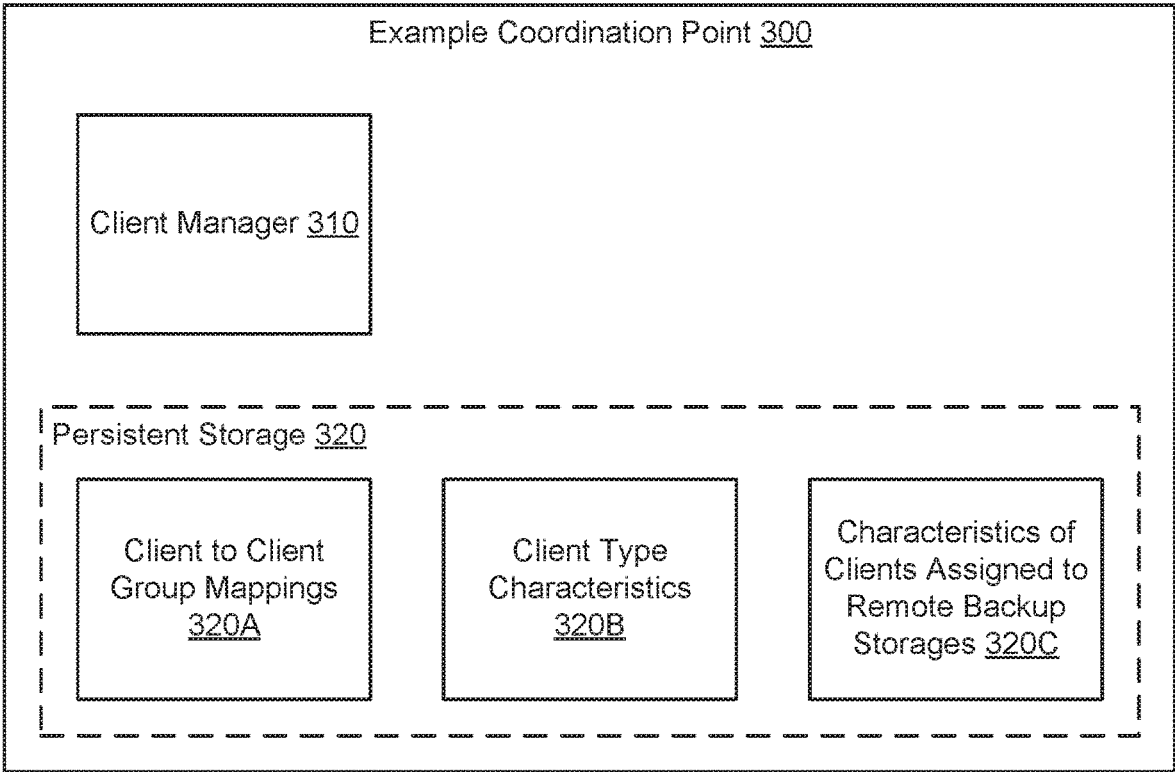 Example Coordination Point 300
Client Manager 310
Persistent Storage 320
Client to Client
Group Mappings
320A
Client Type
Characteristics
320B
Characteristics of
Clients Assigned to
Remote Backup
Storages 320C